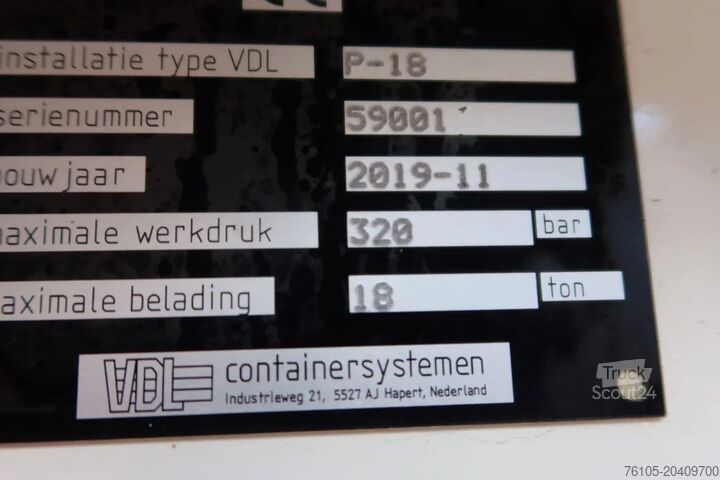 installatie type VDL P-18
serienummer 59001
bouwjaar 2019-11
maximale werkdruk 320 bar
maximale belading 18 ton
VDL containersystemen
Industrieweg 21, 5527 AJ Hapert, Nederland
Truck
Scout24
76105-20409700